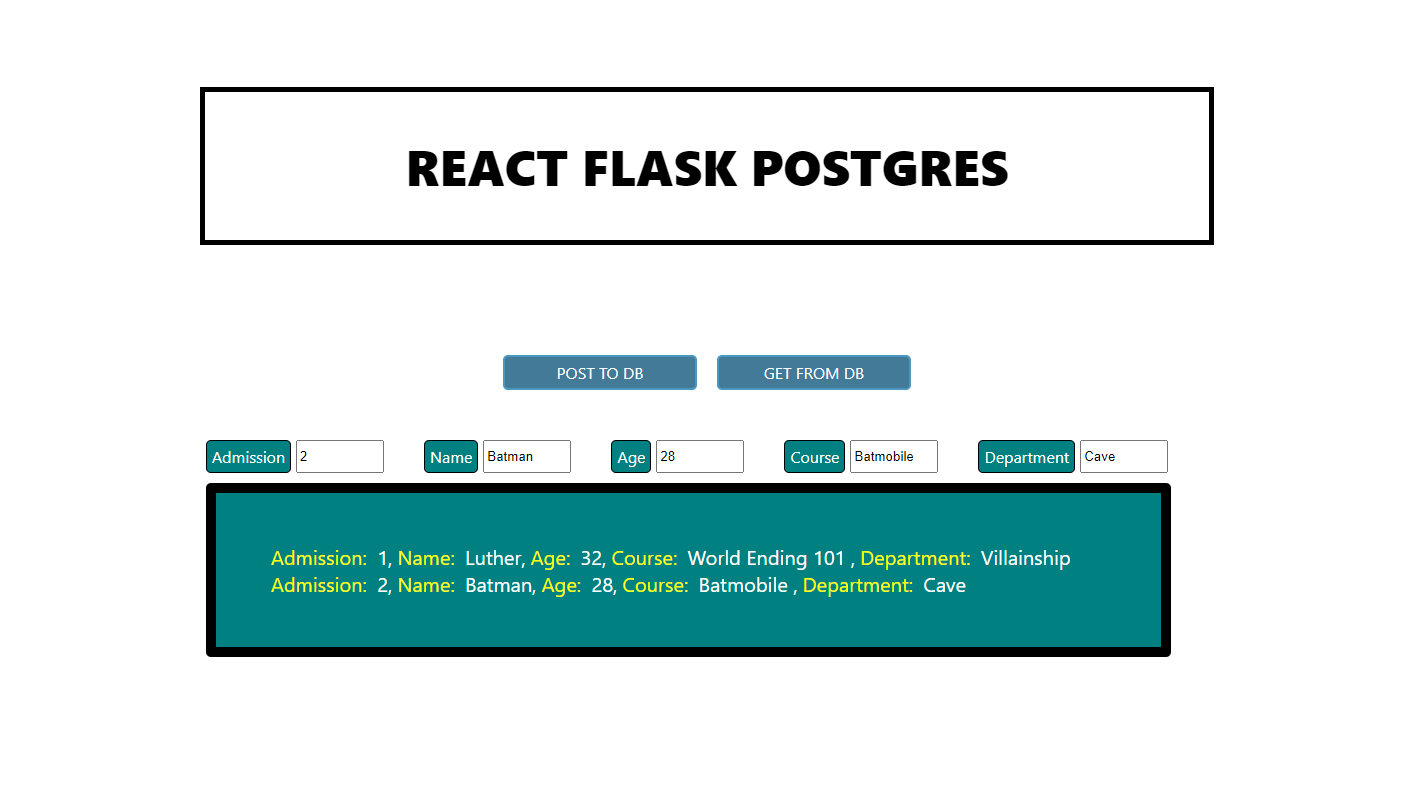 REACT FLASK POSTGRES
POST TO DB GET FROM DB
Admission 2 Name Batman Age 28 Course Batmobile Department Cave
Admission: 1, Name: Luther, Age: 32, Course: World Ending 101 , Department: Villainship
Admission: 2, Name: Batman, Age: 28, Course: Batmobile , Department: Cave